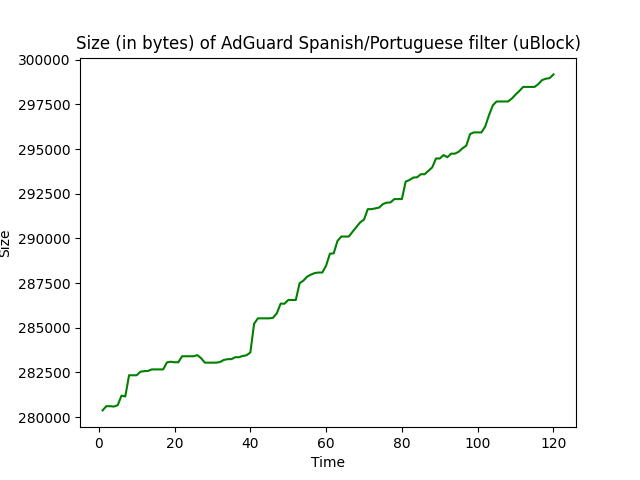 Size (in bytes) of AdGuard Spanish/Portuguese filter (uBlock)
300000
297500
295000
292500
290000
287500
285000
282500
280000
Size
0 20 40 60 80 100 120
Time